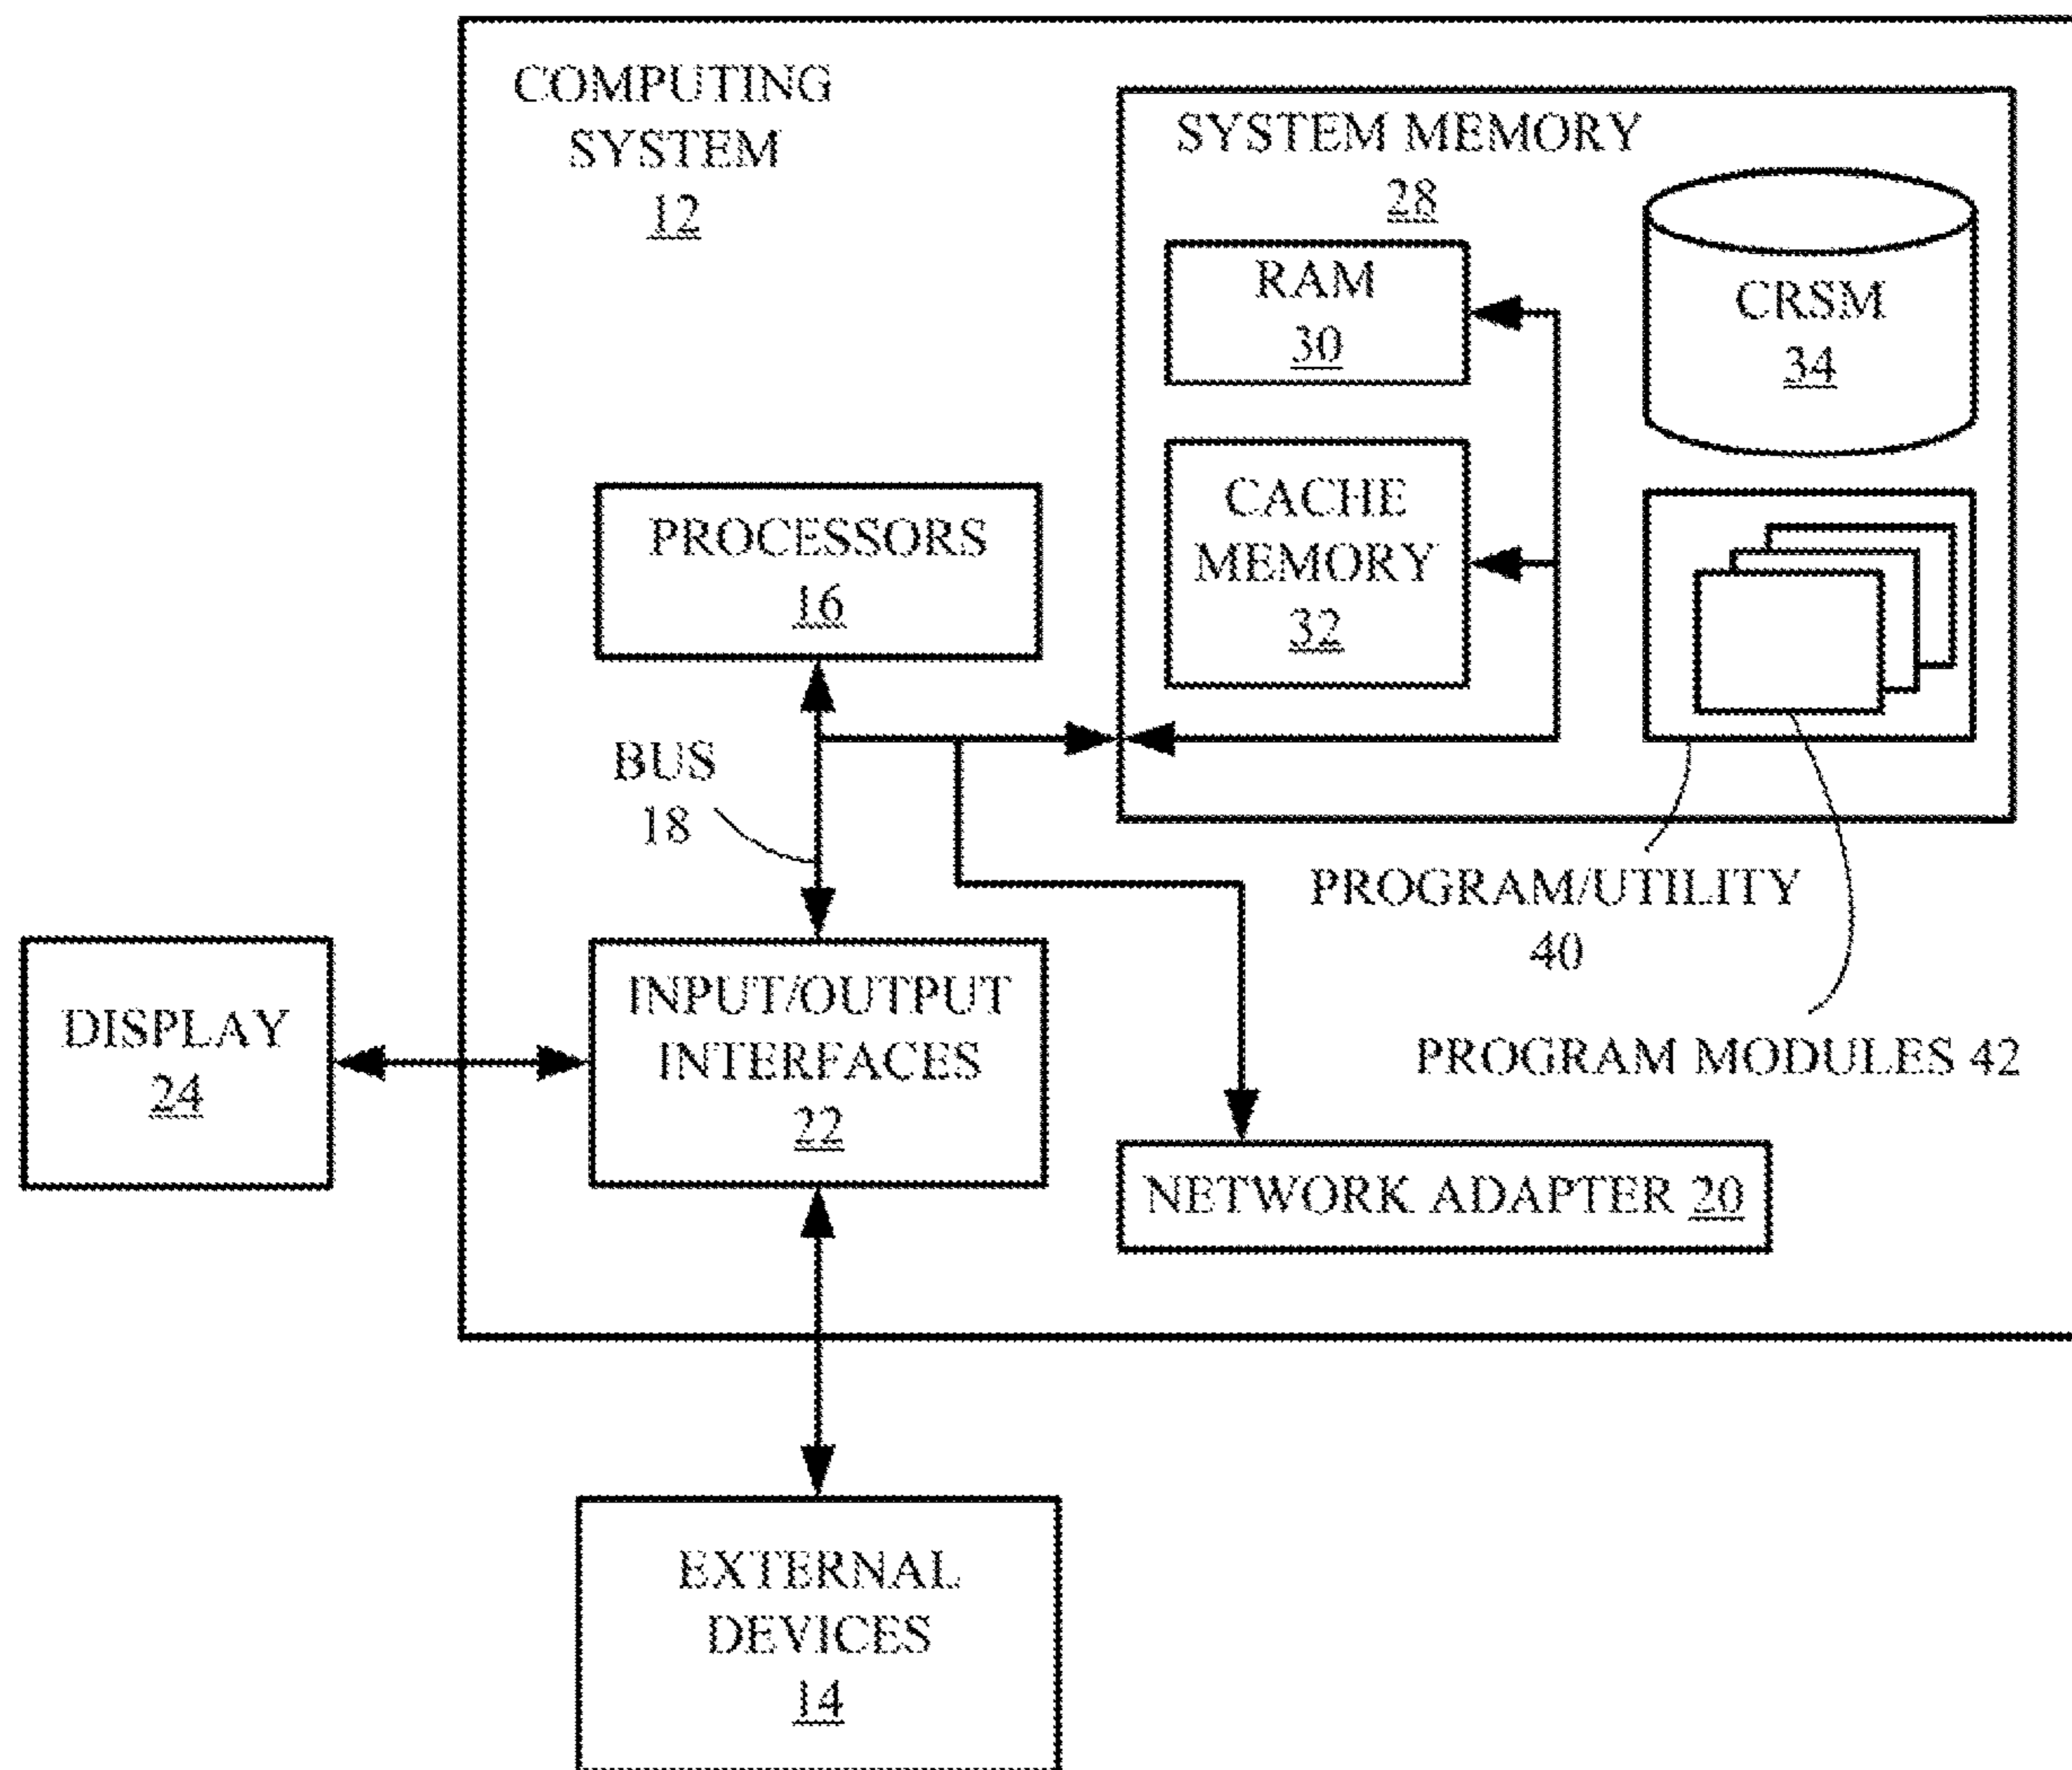 COMPUTING
SYSTEM
12
SYSTEM MEMORY
28
RAM
30
CRSM
34
CACHE
MEMORY
32
PROCESSORS
16
BUS
18
PROGRAM/UTILITY
40
PROGRAM MODULES 42
DISPLAY
24
INPUT/OUTPUT
INTERFACES
22
NETWORK ADAPTER 20
EXTERNAL
DEVICES
14